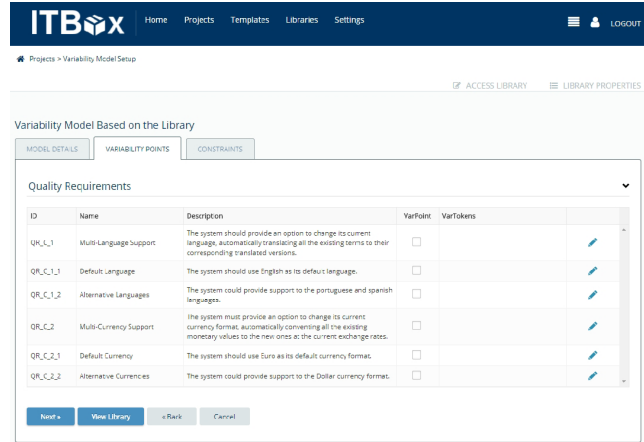 ITBox
Home Projects Templates Libraries Settings
LOGOUT
Projects > Variability Model Setup
ACCESS LIBRARY LIBRARY PROPERTIES
Variability Model Based on the Library
MODEL DETAILS VARIABILITY POINTS CONSTRAINTS
Quality Requirements
ID Name Description VarPoint VarTokens
QR_C_1 Multi-Language Support The system should provide an option to change its current
language, automatically translating all the existing terms to their
corresponding translated versions.
QR_C_1_1 Default Language The system should use English as its default language.
QR_C_1_2 Alternative Languages The system could provide support to the portuguese and spanish
languages.
QR_C_2 Multi-Currency Support The system must provide an option to change its current
currency format, automatically conventing all the existing
monetary values to the new ones at the current exchange rates.
QR_C_2_1 Default Currency The system should use Euro as its default currency format.
QR_C_2_2 Alternative Currencies The system could provide support to the Dollar currency format.
Next » View Library « Back Cancel